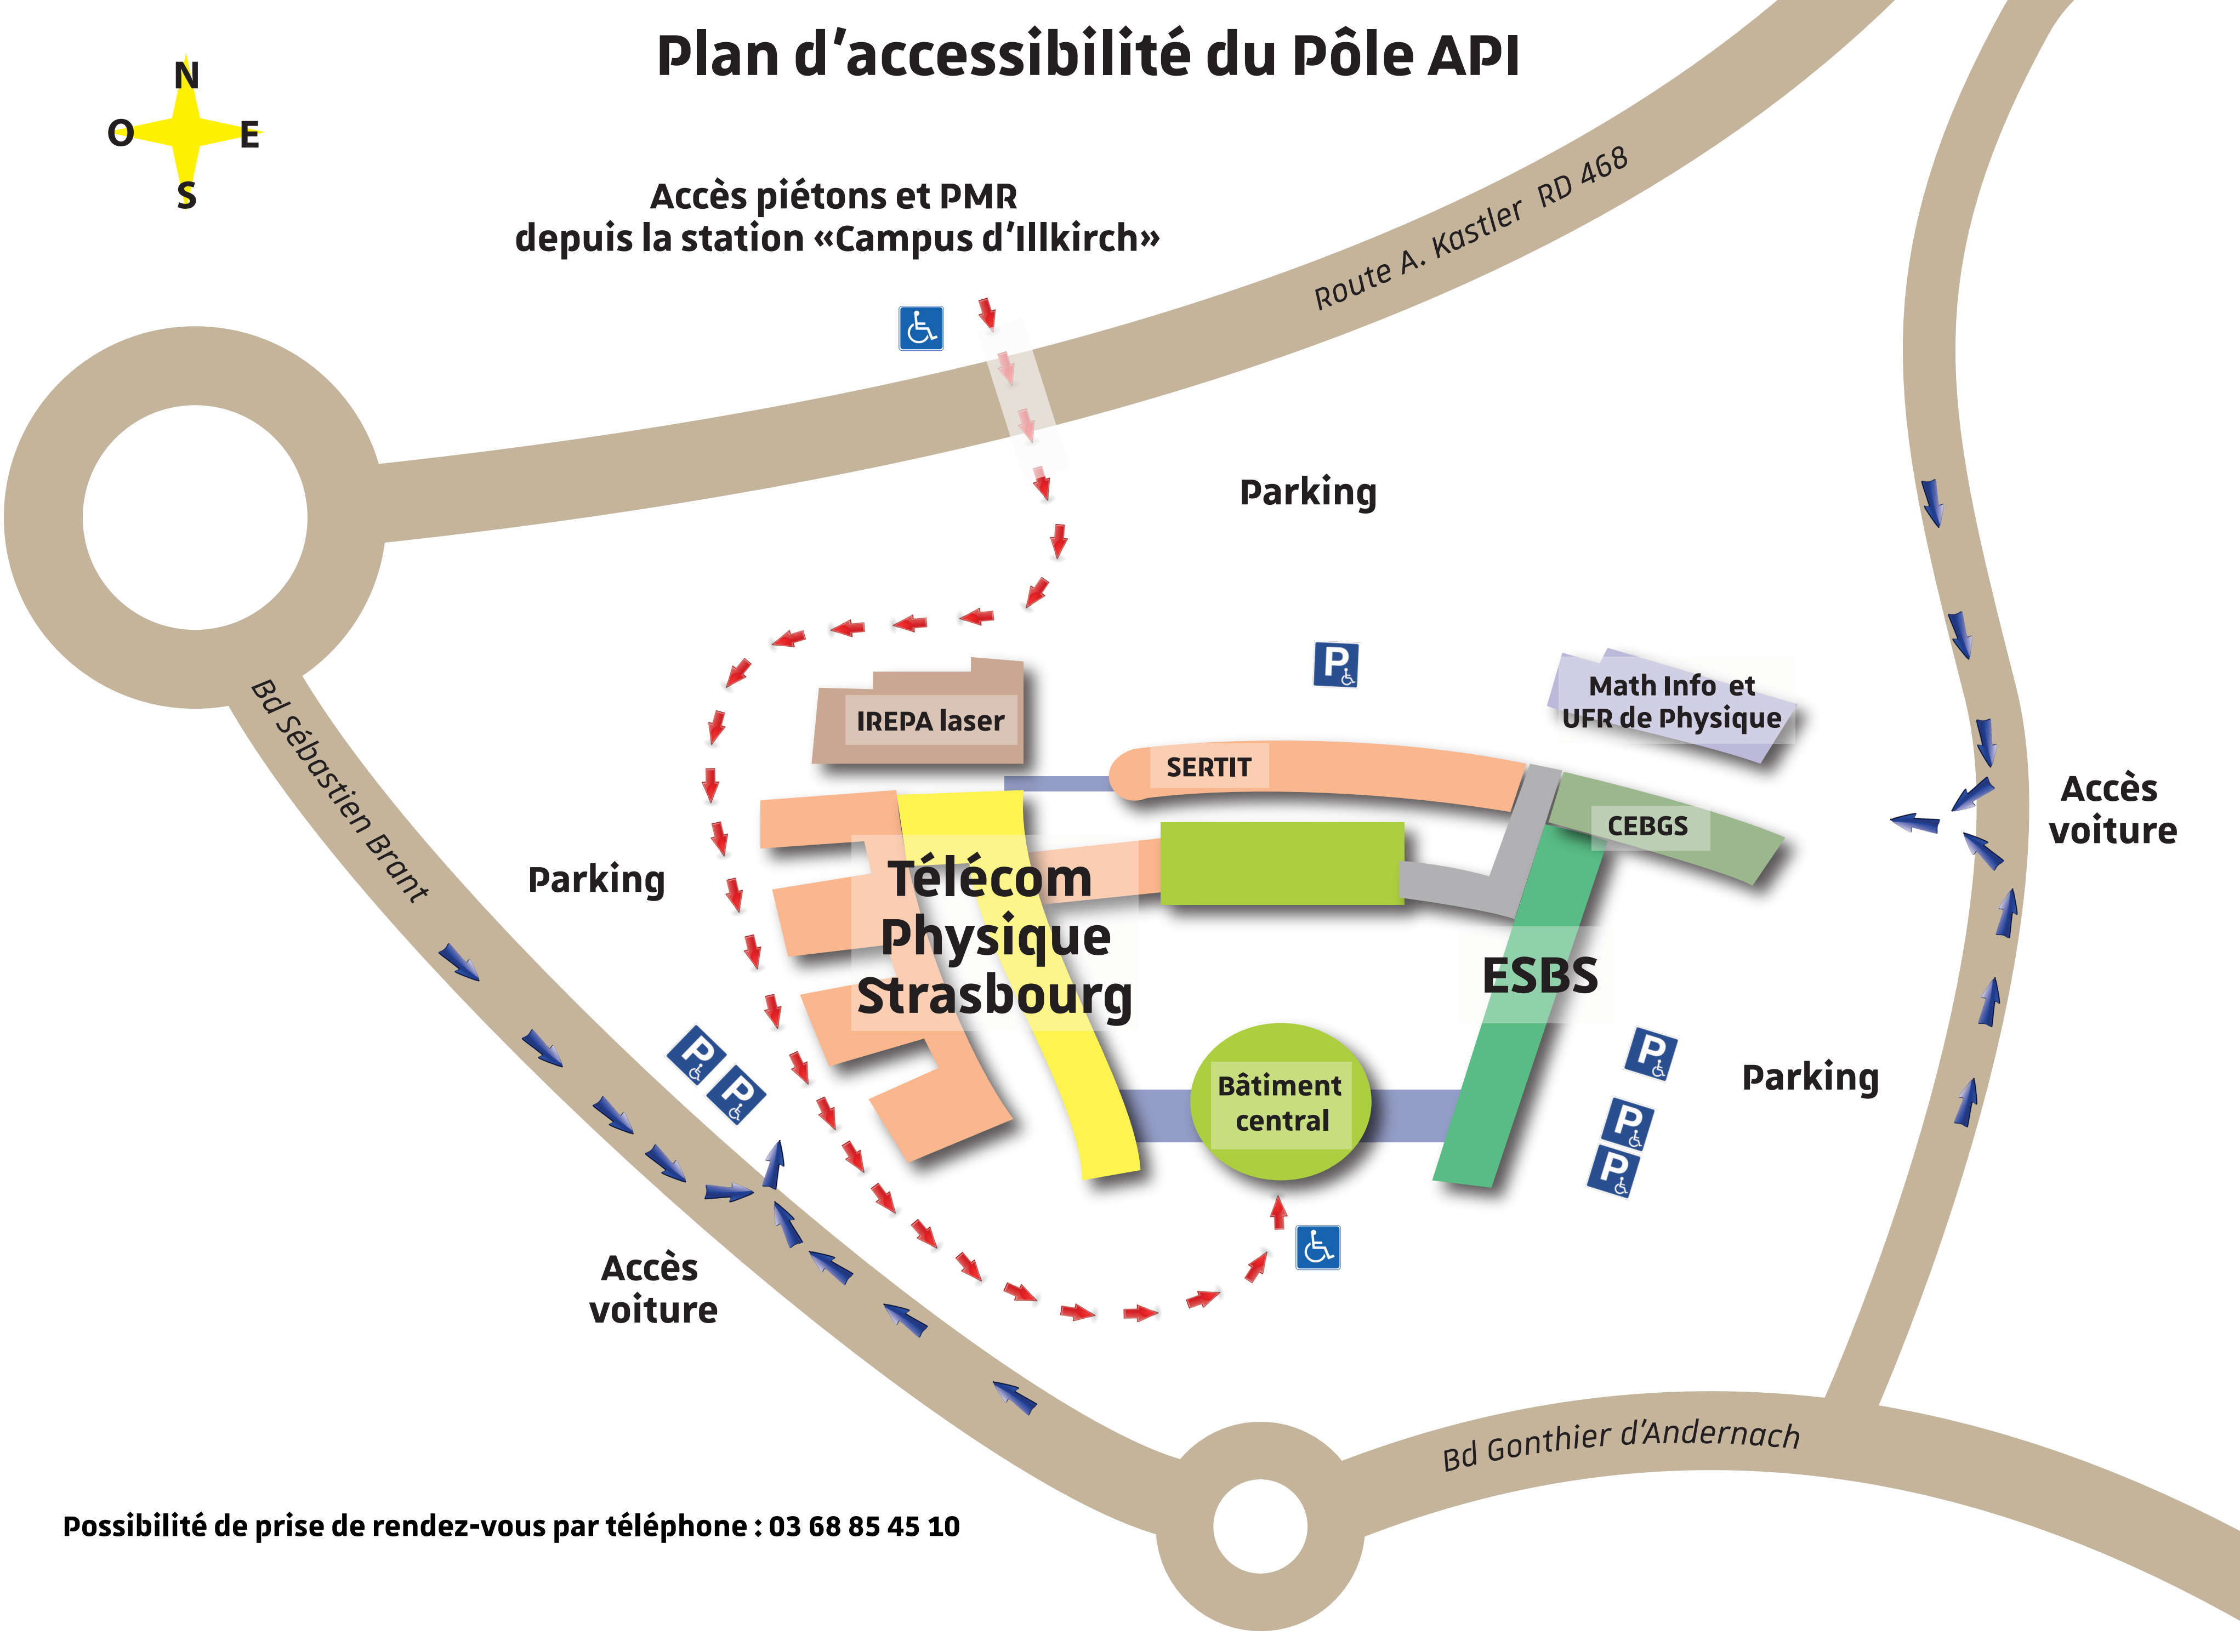 Plan d'accessibilité du Pôle API
N
O
E
S
Accès piétons et PMR
depuis la station «Campus d'Illkirch»
Route A. Kastler RD 468
Parking
P
Math Info et
UFR de Physique
IREPA laser
Bd Sébastien Brant
SERTIT
Accès
voiture
CEBGS
Parking
Télécom
Physique
Strasbourg
ESBS
P
P
P
Parking
Bâtiment
central
P
P
Accès
voiture
Bd Gonthier d'Andernach
Possibilité de prise de rendez-vous par téléphone : 03 68 85 45 10